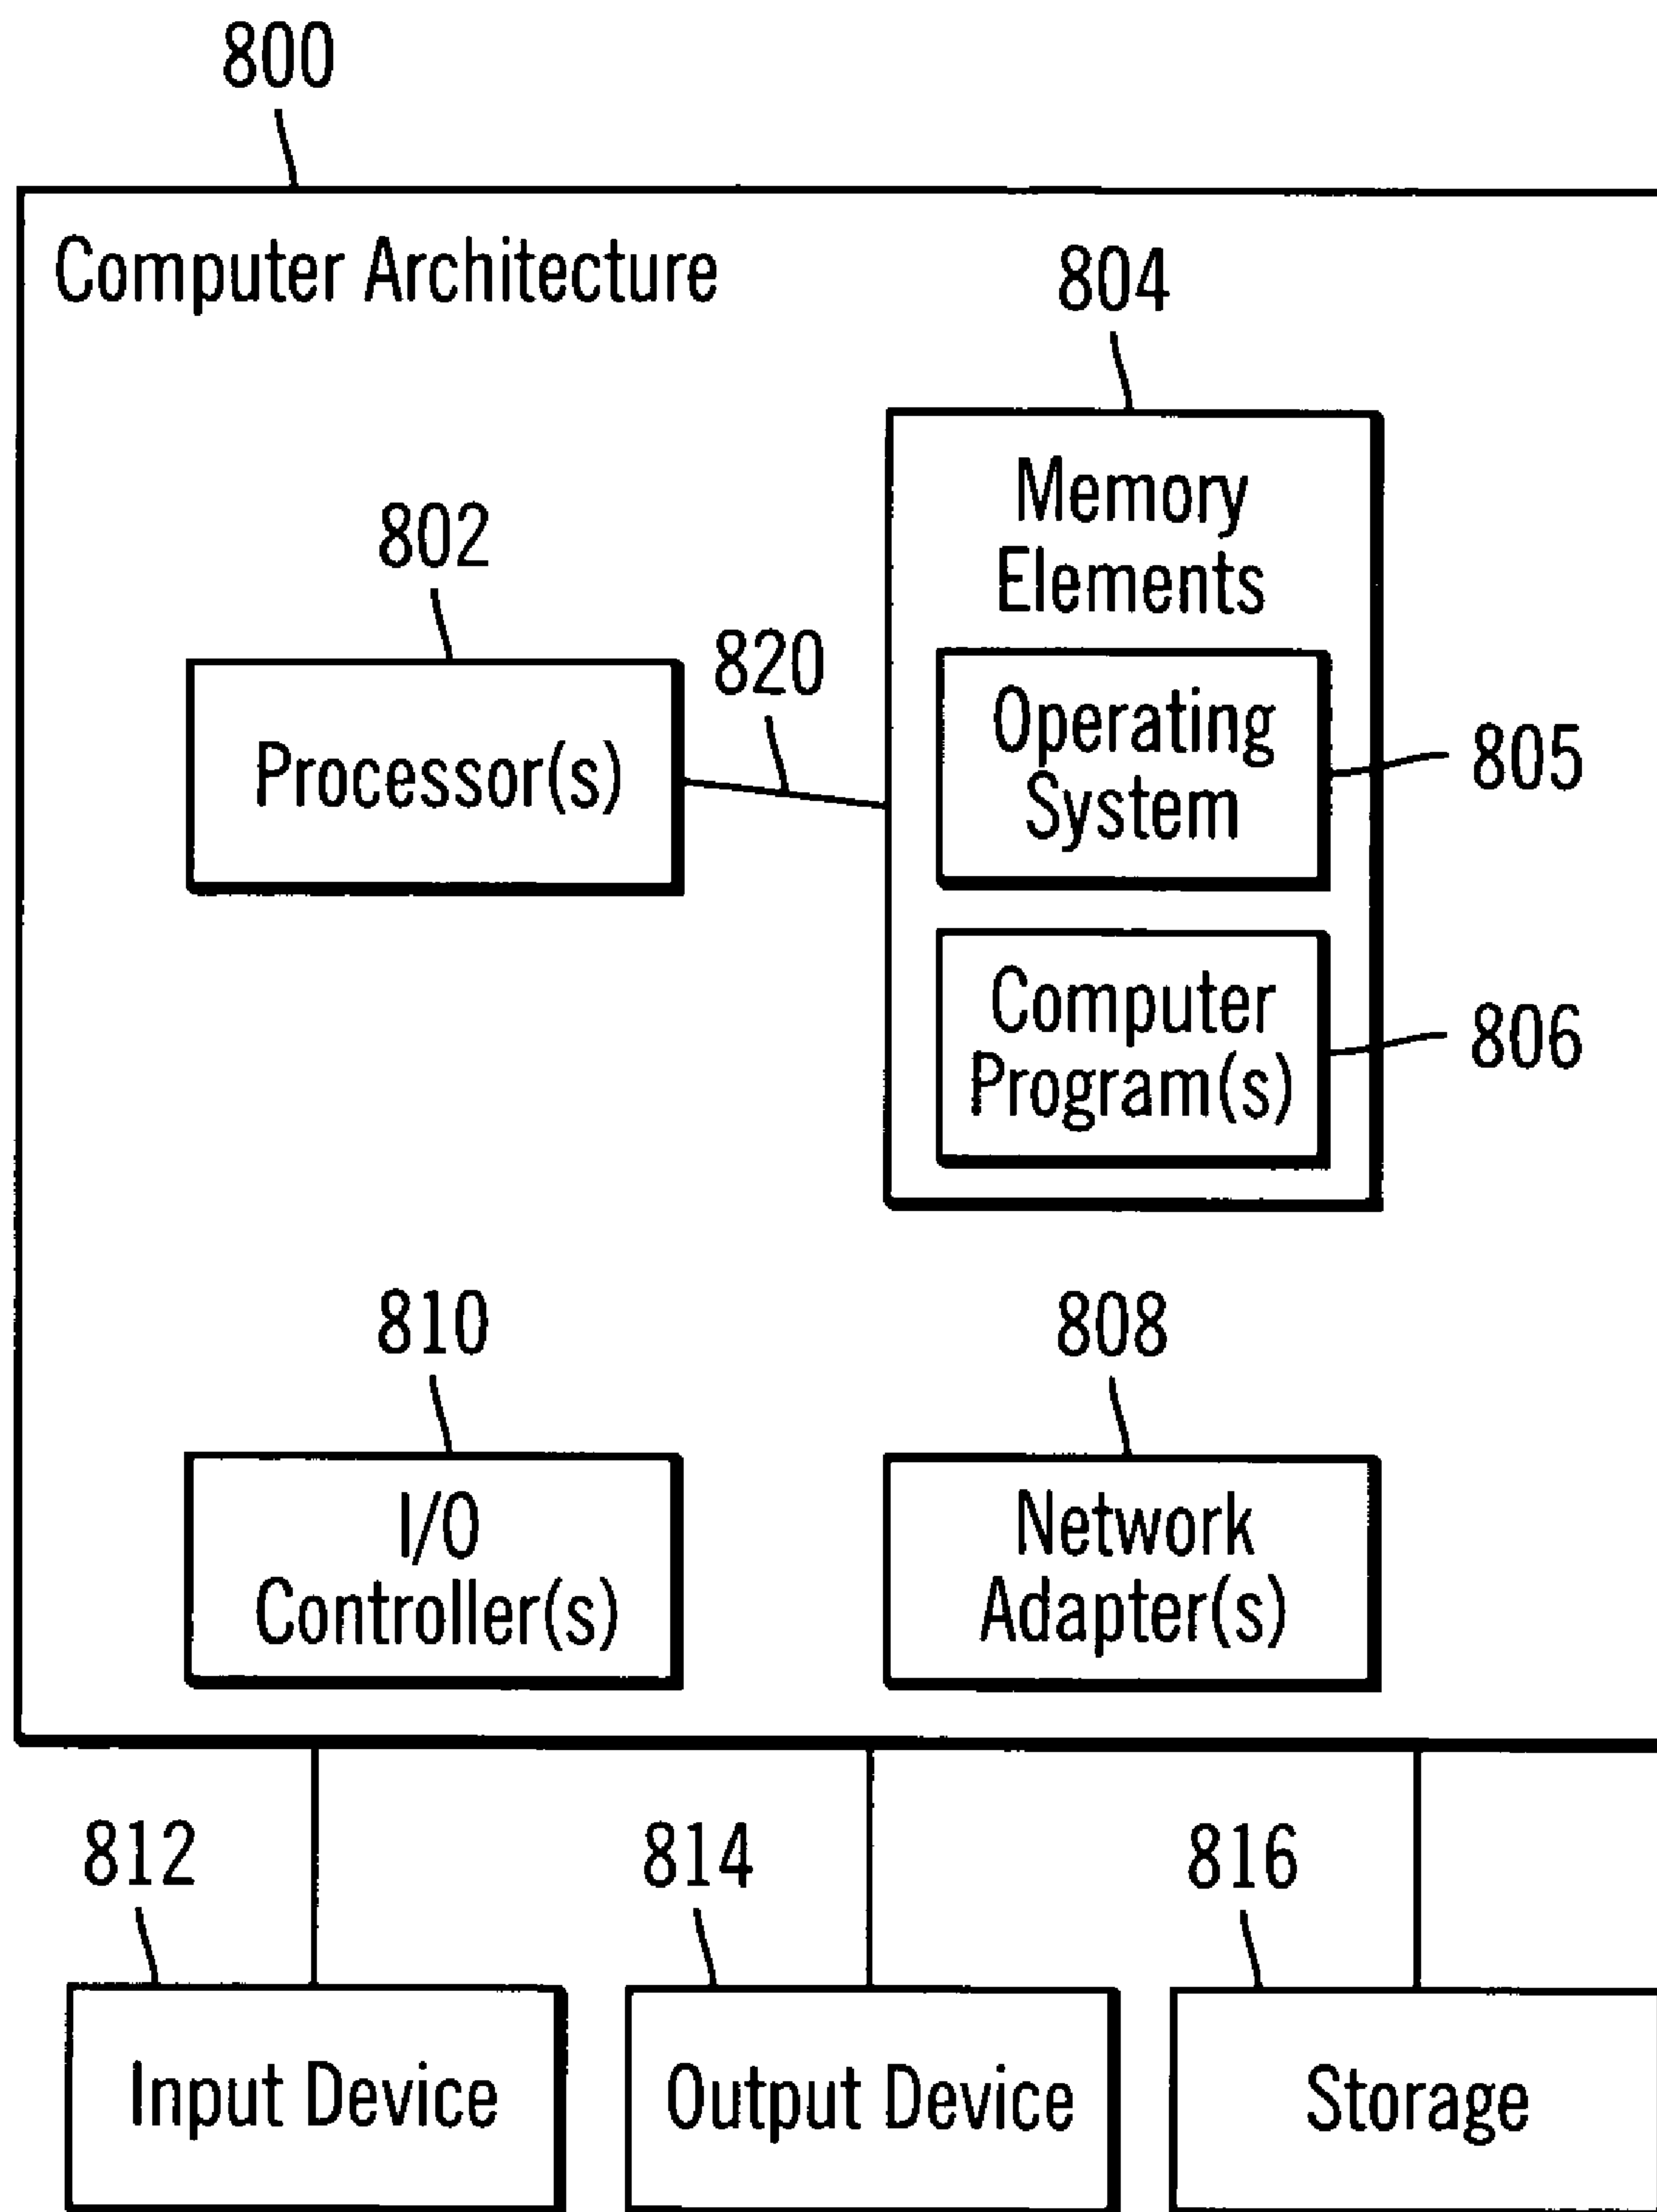 800
Computer Architecture
804
Memory
Elements
802
820
Operating
System
805
Processor(s)
Computer
Program(s)
806
810
808
I/O
Controller(s)
Network
Adapter(s)
812
814
816
Input Device
Output Device
Storage